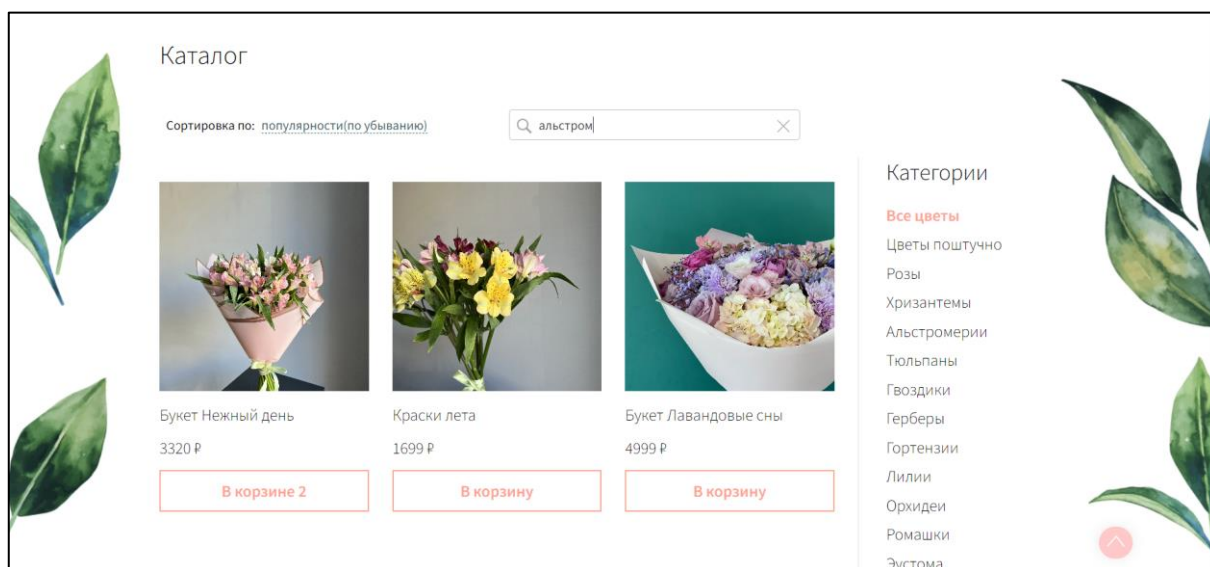 Каталог
Сортировка по: популярности(по убыванию)
альстром
Букет Нежный день
3320 ₽
В корзине 2
Краски лета
1699 ₽
В корзину
Букет Лавандовые сны
4999 ₽
В корзину
Категории
Все цветы
Цветы поштучно
Розы
Хризантемы
Альстромерии
Тюльпаны
Гвоздики
Герберы
Гортензии
Лилии
Орхидеи
Ромашки
Эустома